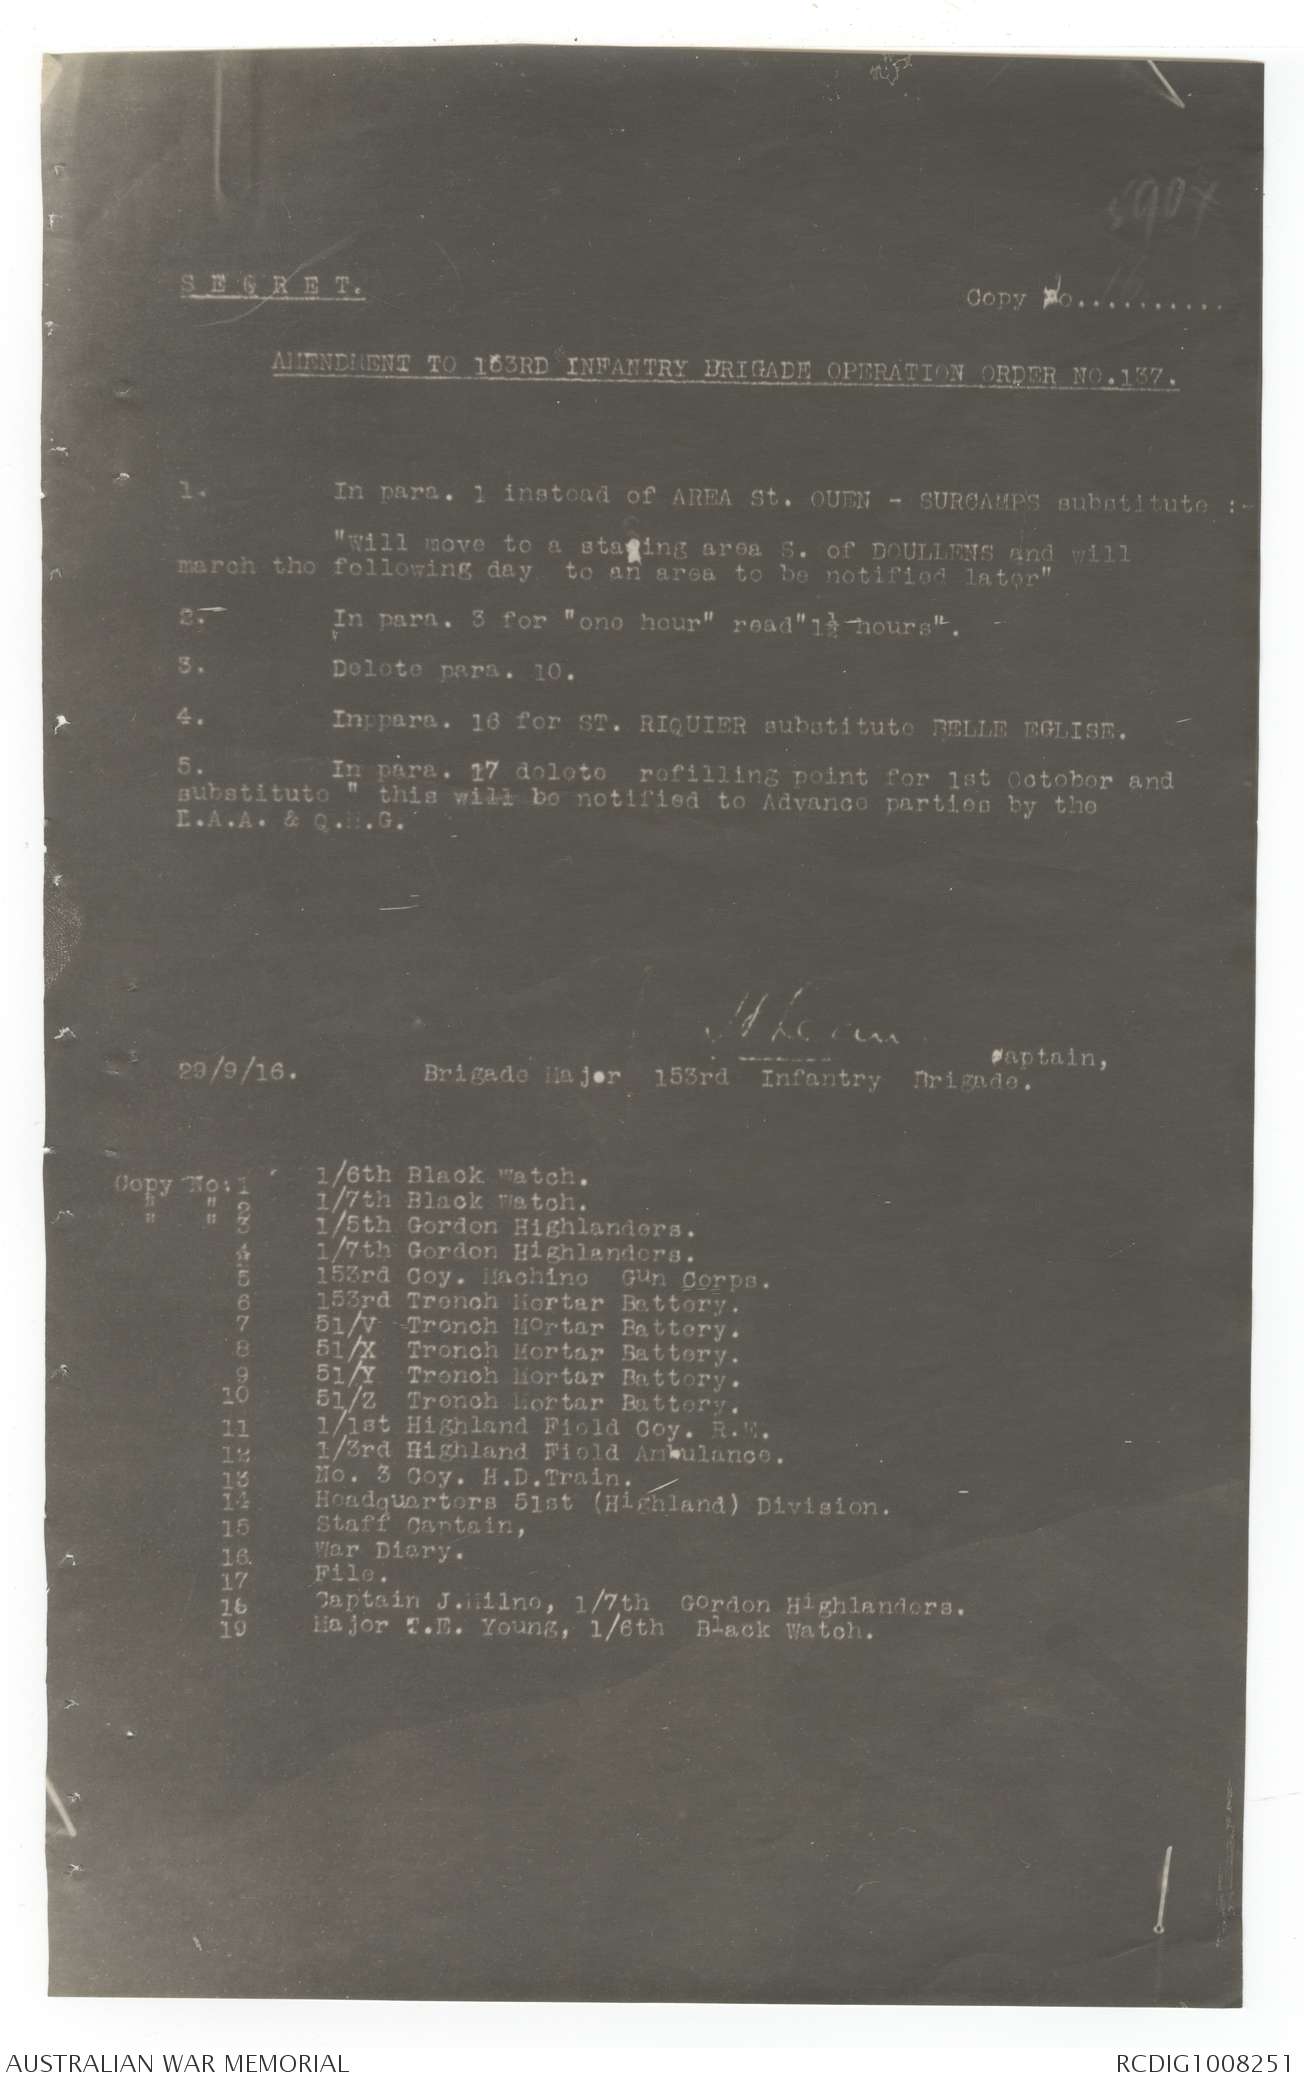 S E C R E T.
Copy No...........
AMENDMENT TO 153RD INFANTRY BRIGADE OPERATION ORDER NO.137.
1. In para. 1 instead of AREA St. OUEN - SURCAMPS substitute :-
"will move to a staging area S. of DOULLENS and will
march the following day to an area to be notified later"
2. In para. 3 for "one hour" read"1½ hours".
3. Delete para. 10.
4. Inppara. 16 for ST. RIQUIER substitute BELLE EGLISE.
5. In para. 17 delete refilling point for 1st October and
substitute " this will be notified to Advance parties by the
D.A.A. & Q.M.G.
Captain,
29/9/16. Brigade Major 153rd Infantry Brigade.
Copy No.1 1/6th Black Watch.
" " 2 1/7th Black Watch.
" " 3 1/5th Gordon Highlanders.
4 1/7th Gordon Highlanders.
5 153rd Coy. Machine Gun Corps.
6 153rd Trench Mortar Battery.
7 51/V Trench Mortar Battery.
8 51/X Trench Mortar Battery.
9 51/Y Trench Mortar Battery.
10 51/Z Trench Mortar Battery.
11 1/1st Highland Field Coy. R.E.
12 1/3rd Highland Field Ambulance.
13 No. 3 Coy. H.D.Train.
14 Headquarters 51st (Highland) Division.
15 Staff Captain,
16 War Diary.
17 File.
18 Captain J.Milne, 1/7th Gordon Highlanders.
19 Major T.E. Young, 1/6th Black Watch.
AUSTRALIAN WAR MEMORIAL
RCDIG1008251